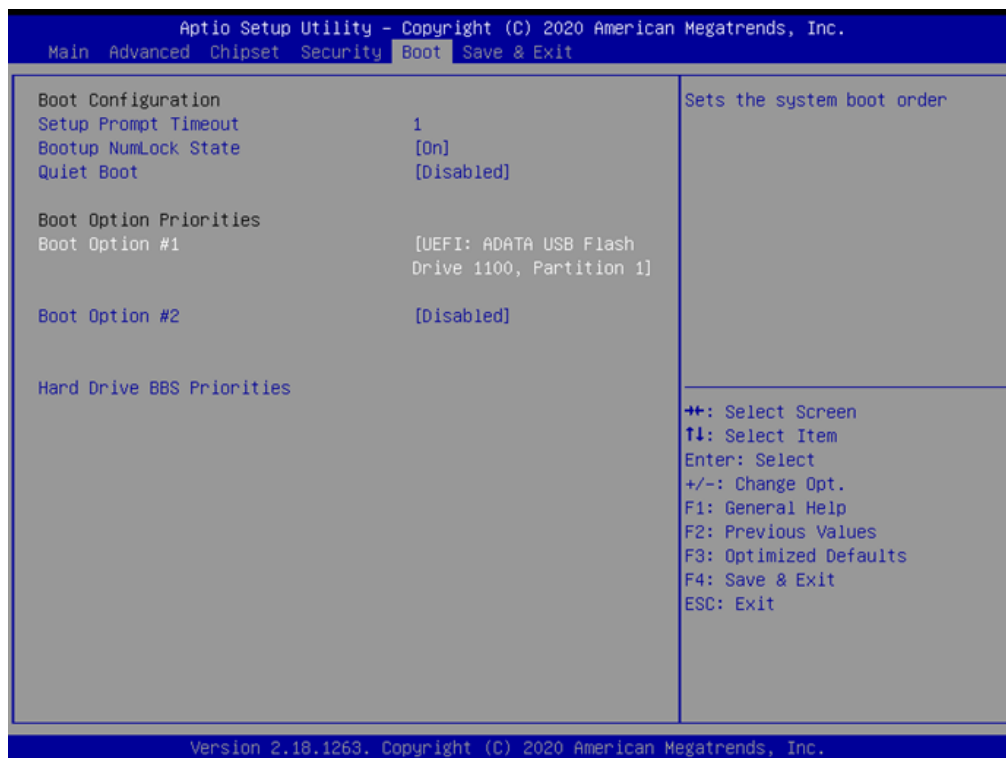 Aptio Setup Utility – Copyright (C) 2020 American Megatrends, Inc.
Main Advanced Chipset Security Boot Save & Exit
Boot Configuration
Setup Prompt Timeout 1
Bootup NumLock State [On]
Quiet Boot [Disabled]
Boot Option Priorities
Boot Option #1 [UEFI: ADATA USB Flash
Drive 1100, Partition 1]
Boot Option #2 [Disabled]
Hard Drive BBS Priorities
Sets the system boot order
→←: Select Screen
↑↓: Select Item
Enter: Select
+/-: Change Opt.
F1: General Help
F2: Previous Values
F3: Optimized Defaults
F4: Save & Exit
ESC: Exit
Version 2.18.1263. Copyright (C) 2020 American Megatrends, Inc.